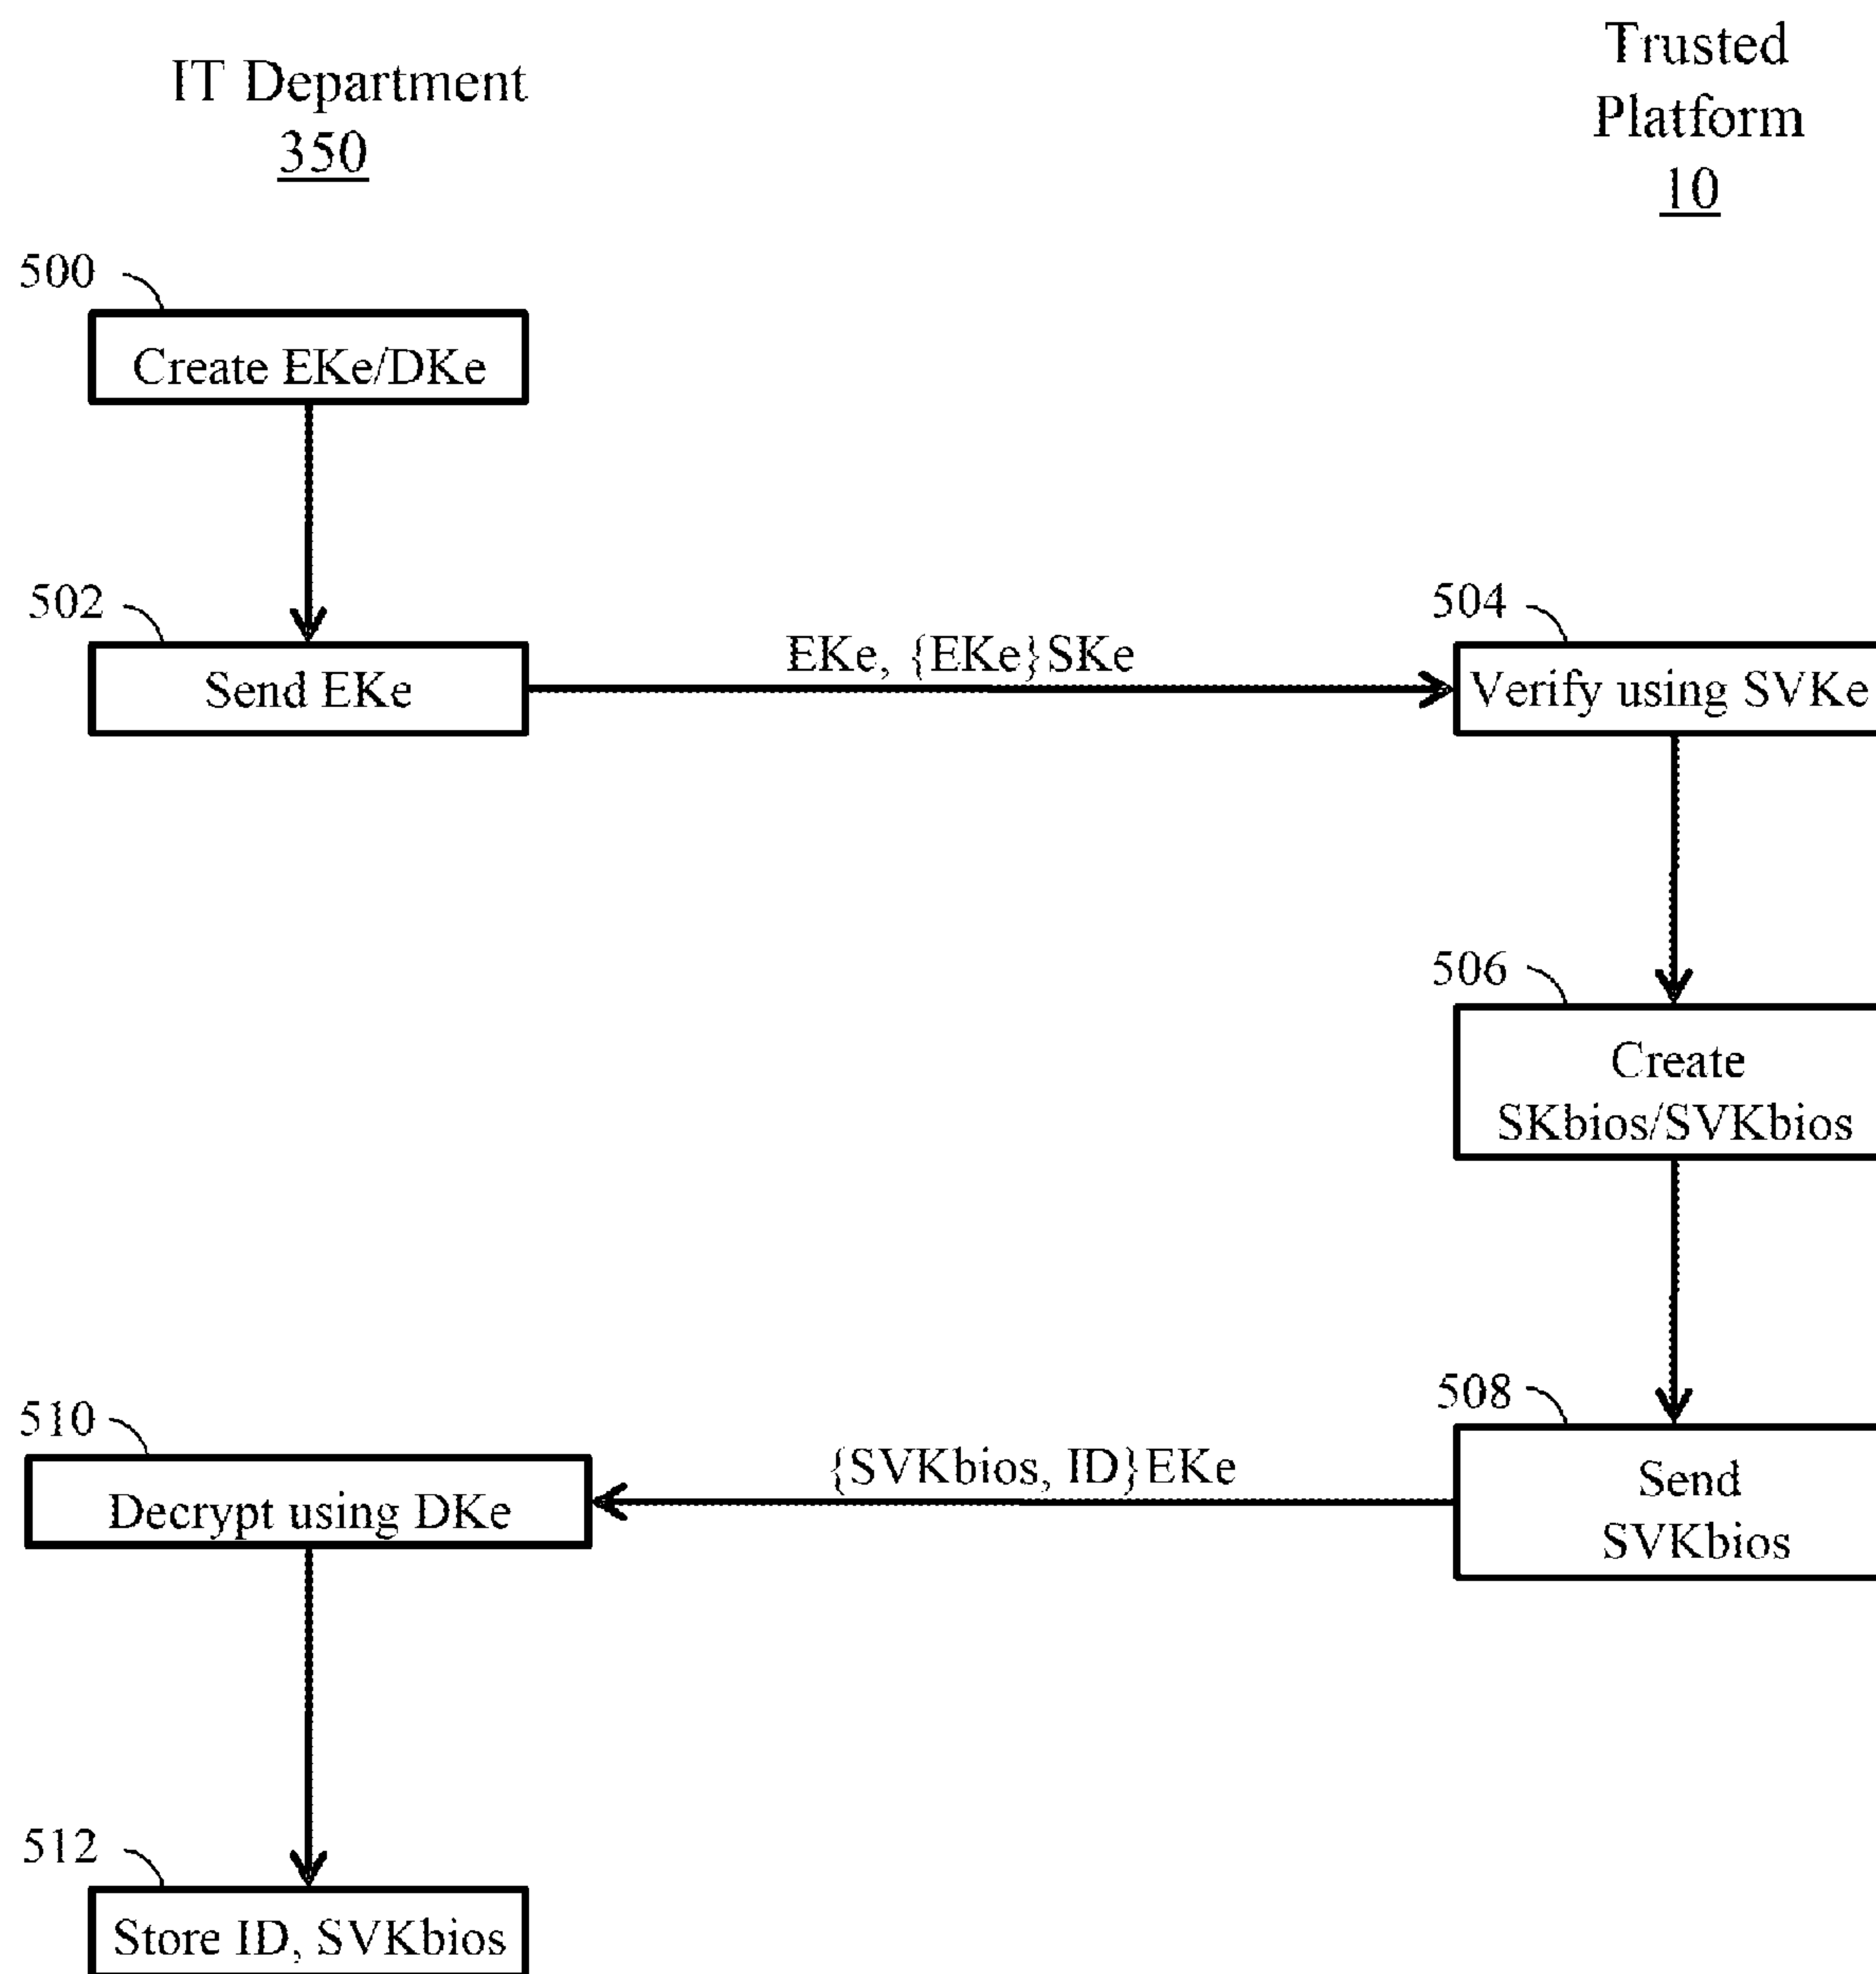 IT Department
350
Trusted
Platform
10
500
Create EKe/DKe
502
Send EKe
EKe, {EKe}SKe
504
Verify using SVKe
506
Create
SKbios/SVKbios
508
Send
SVKbios
{SVKbios, ID}EKe
510
Decrypt using DKe
512
Store ID, SVKbios